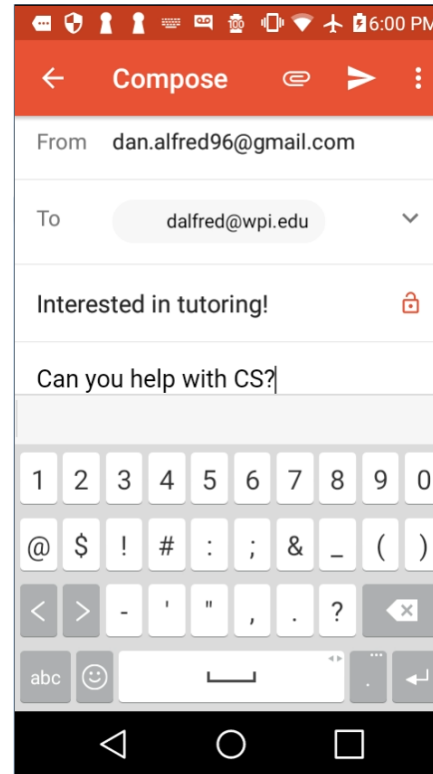 6:00 PM
Compose
From dan.alfred96@gmail.com
To dalfred@wpi.edu
Interested in tutoring!
Can you help with CS?
1 2 3 4 5 6 7 8 9 0
@ $ ! # : ; & _ ( )
< > - ' " , . ?
abc .